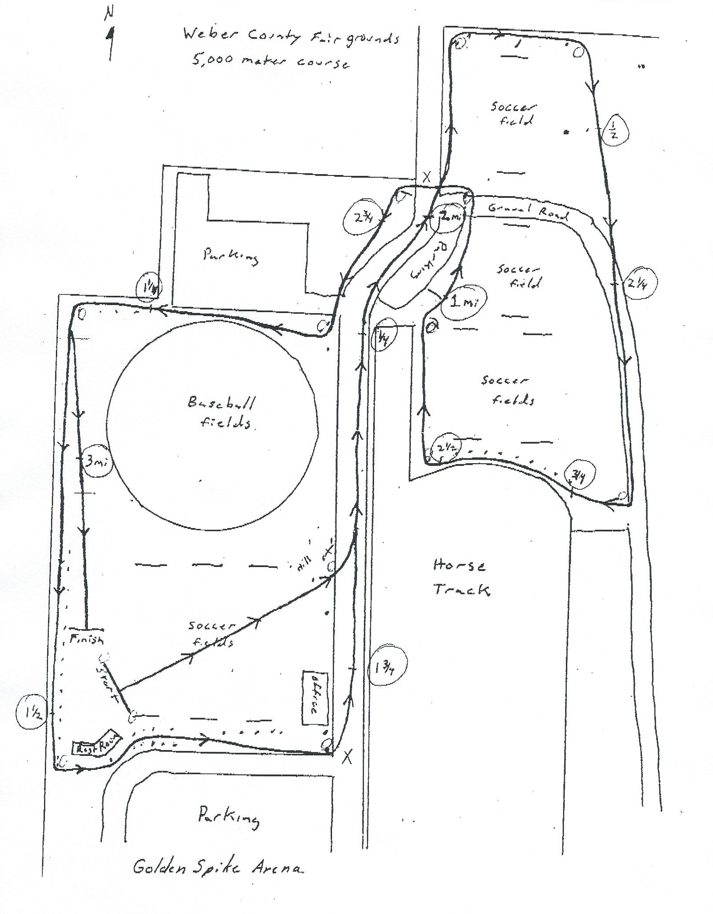 N
Weber County Fairgrounds
5,000 meter course
Soccer
field
1/2
X
2 3/4
2 mi
Gravel Road
Parking
Parking
Soccer
field
2 1/4
1 1/4
1 mi
1/4
Soccer
fields
Baseball
fields
3 mi
2 1/2
3/4
Hill
X
Horse
Track
Soccer
fields
Finish
Start
1 3/4
office
1 1/2
Rest Room
X
Parking
Golden Spike Arena